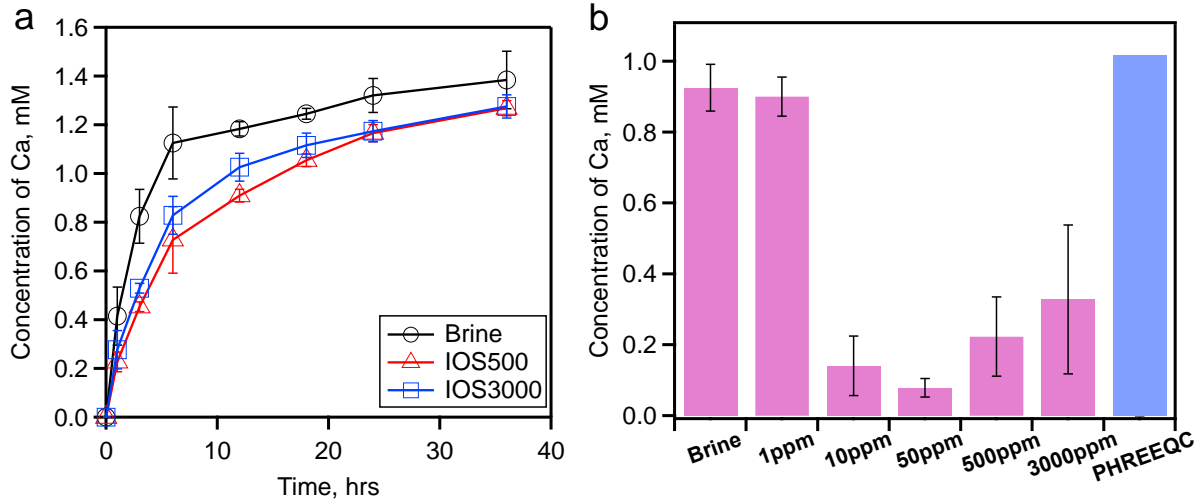 a
Concentration of Ca, mM
1.6
1.4
1.2
1.0
0.8
0.6
0.4
0.2
0.0
0
10
20
30
40
Time, hrs
Brine
IOS500
IOS3000
b
Concentration of Ca, mM
1.0
0.8
0.6
0.4
0.2
0.0
Brine
1ppm
10ppm
50ppm
500ppm
3000ppm
PHREEQC